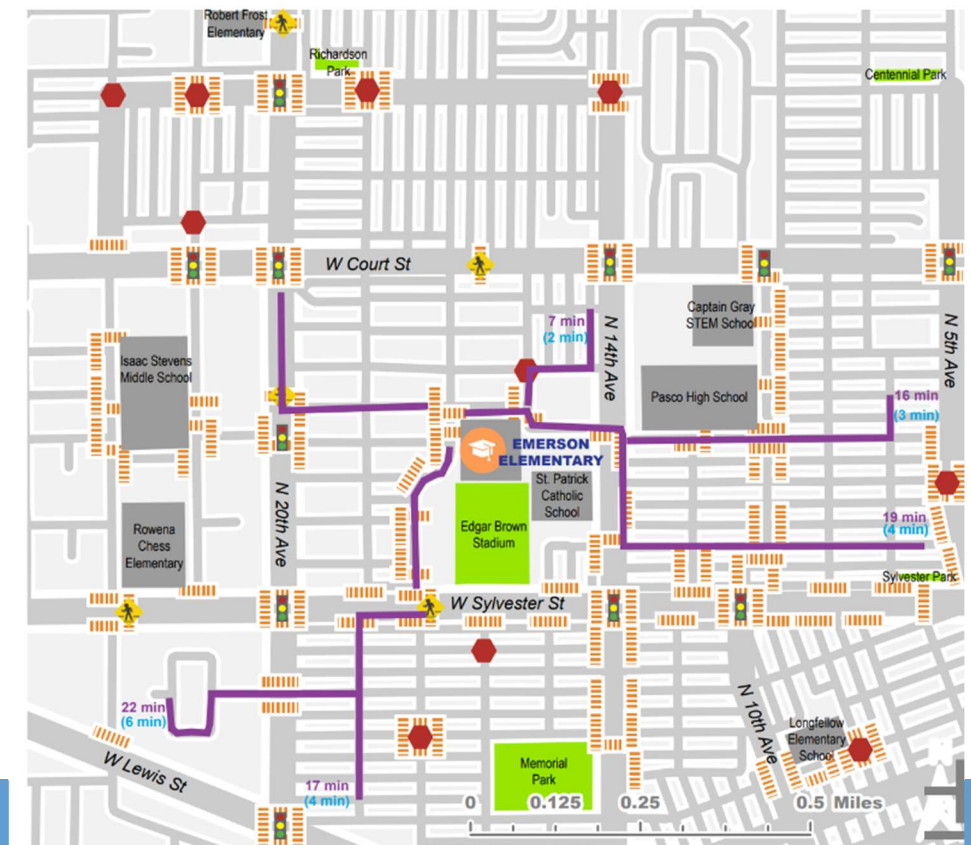 Robert Frost
Elementary
Richardson
Park
Centennial Park
W Court St
N 14th Ave
N 5th Ave
Captain Gray
STEM School
7 min
(2 min)
Isaac Stevens
Middle School
Pasco High School
16 min
(3 min)
EMERSON
ELEMENTARY
St. Patrick
Catholic
School
N 20th Ave
Edgar Brown
Stadium
19 min
(4 min)
Rowena
Chess
Elementary
Sylvester Park
W Sylvester St
22 min
(6 min)
N 10th Ave
Longfellow
Elementary
School
W Lewis St
Memorial
Park
17 min
(4 min)
0 0.125 0.25 0.5 Miles